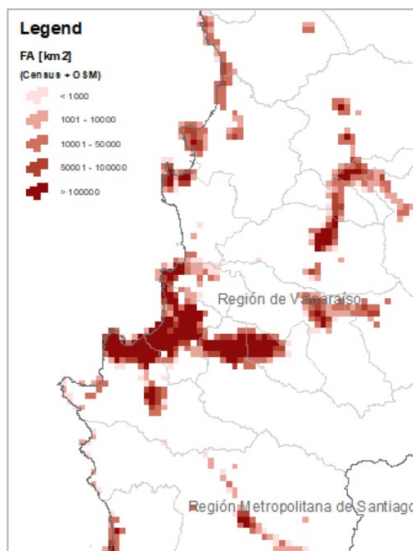 Legend
FA [km2]
(Census + OSM)
< 1000
1001 - 10000
10001 - 50000
50001 - 100000
> 100000
Región de Valparaíso
Región Metropolitana de Santiago